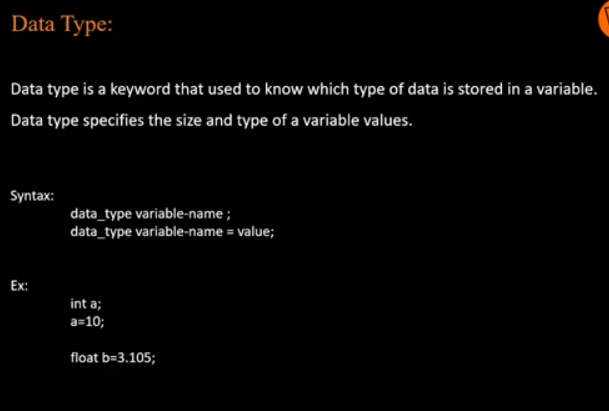 Data Type:
Data type is a keyword that used to know which type of data is stored in a variable.
Data type specifies the size and type of a variable values.
Syntax:
data_type variable-name ;
data_type variable-name = value;
Ex:
int a;
a=10;
float b=3.105;